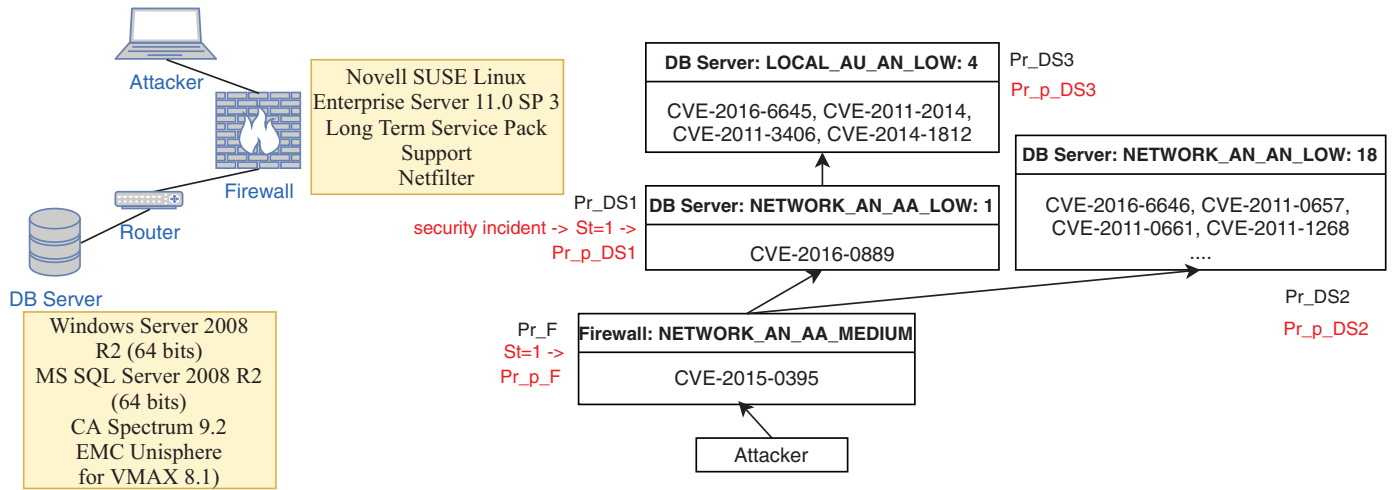 Attacker
Firewall
Router
DB Server
Novell SUSE Linux
Enterprise Server 11.0 SP 3
Long Term Service Pack
Support
Netfilter
Windows Server 2008
R2 (64 bits)
MS SQL Server 2008 R2
(64 bits)
CA Spectrum 9.2
EMC Unisphere
for VMAX 8.1)
DB Server: LOCAL_AU_AN_LOW: 4
CVE-2016-6645, CVE-2011-2014,
CVE-2011-3406, CVE-2014-1812
Pr_DS3
Pr_p_DS3
DB Server: NETWORK_AN_AN_LOW: 18
CVE-2016-6646, CVE-2011-0657,
CVE-2011-0661, CVE-2011-1268
....
Pr_DS2
Pr_p_DS2
Pr_DS1
security incident -> St=1 ->
Pr_p_DS1
DB Server: NETWORK_AN_AA_LOW: 1
CVE-2016-0889
Pr_F
St=1 ->
Pr_p_F
Firewall: NETWORK_AN_AA_MEDIUM
CVE-2015-0395
Attacker